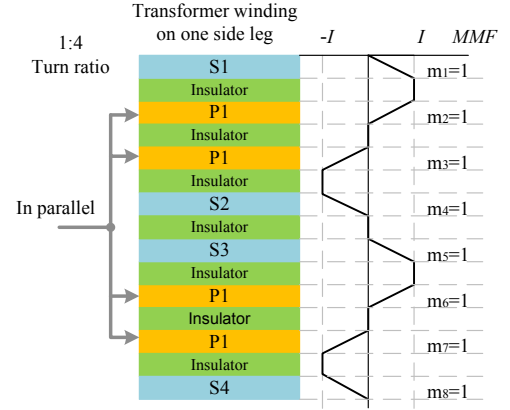 Transformer winding
on one side leg
-I I MMF
1:4
Turn ratio
S1
m1=1
Insulator
P1
m2=1
Insulator
P1
m3=1
Insulator
In parallel
S2
m4=1
Insulator
S3
m5=1
Insulator
P1
m6=1
Insulator
P1
m7=1
Insulator
S4
m8=1